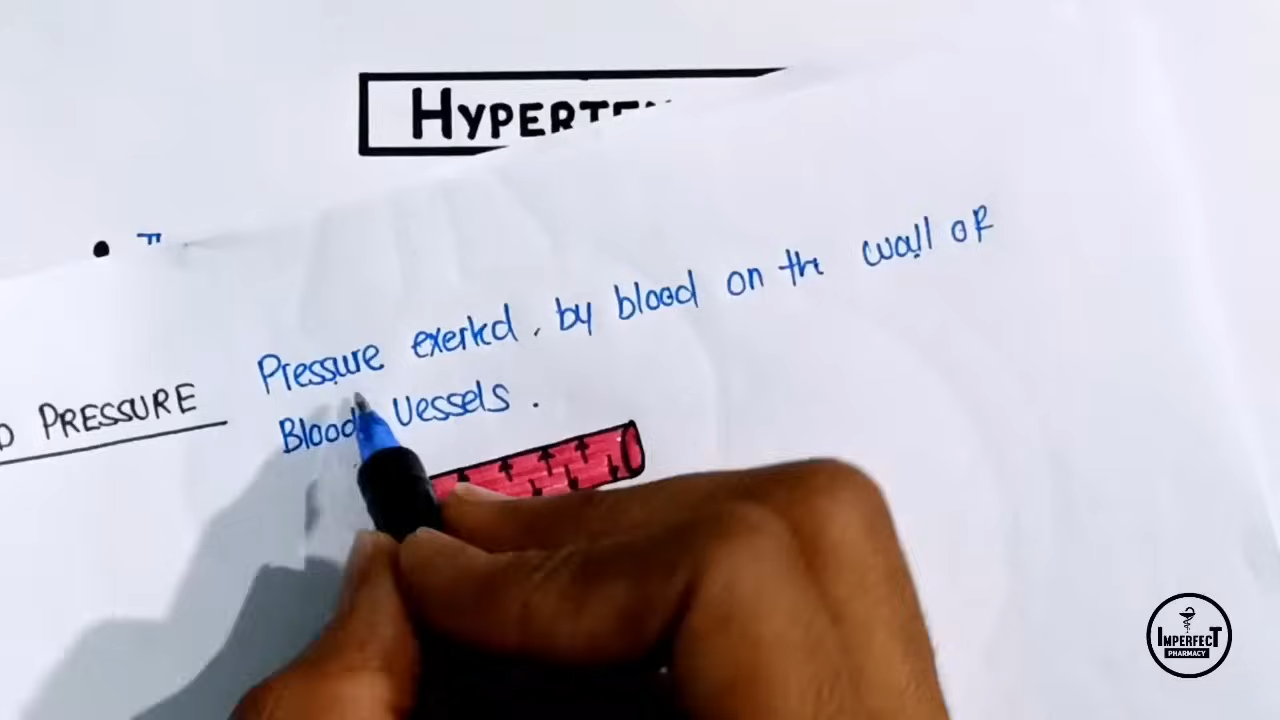 HYPERTE
Pressure exerted. by blood on the wall of
D PRESSURE
Blood Vessels.
IMPERFECT
PHARMACY